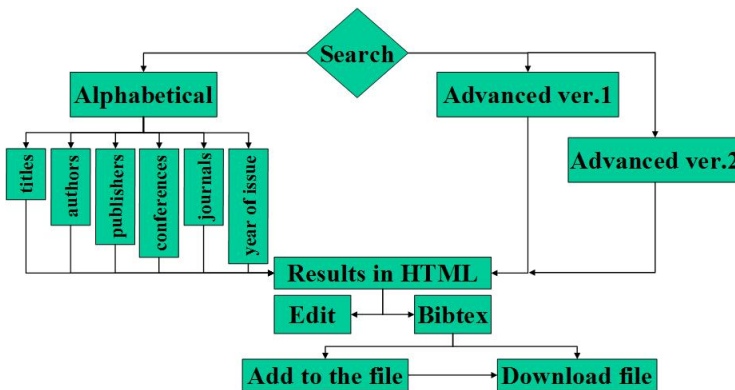 Search
Alphabetical
Advanced ver.1
Advanced ver.2
titles
authors
publishers
conferences
journals
year of issue
Results in HTML
Edit
Bibtex
Add to the file
Download file